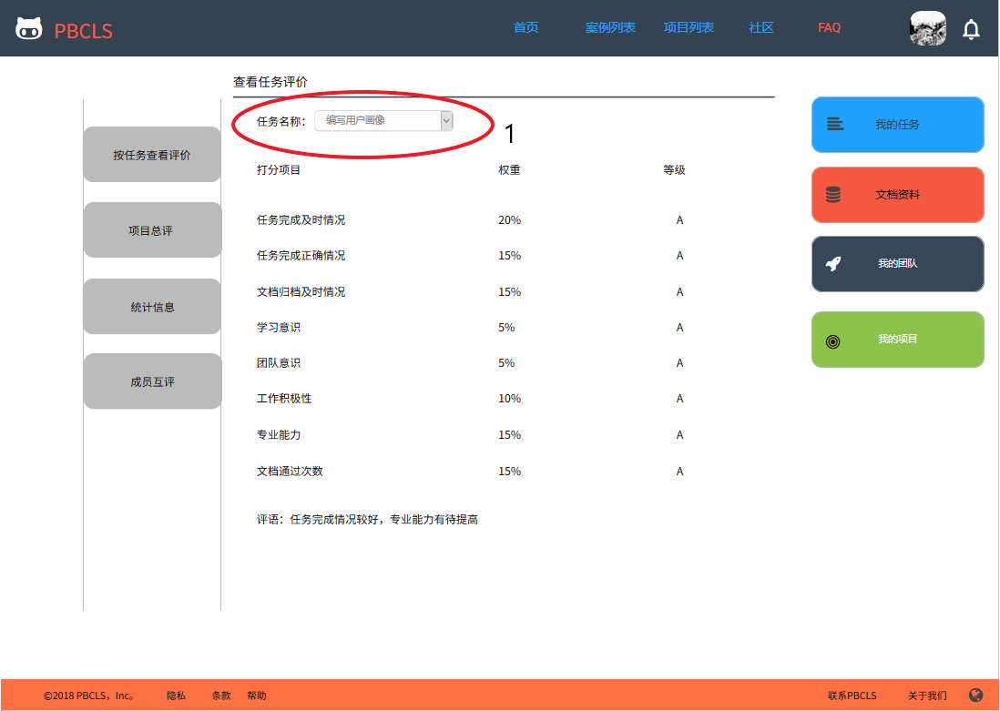 PBCLS 首页 案例列表 项目列表 社区 FAQ
查看任务评价
任务名称： 编写用户画像
1
打分项目 权重 等级
任务完成及时情况 20% A
任务完成正确情况 15% A
文档归档及时情况 15% A
学习意识 5% A
团队意识 5% A
工作积极性 10% A
专业能力 15% A
文档通过次数 15% A
评语：任务完成情况较好，专业能力有待提高
按任务查看评价
项目总评
统计信息
成员互评
我的任务
文档资料
我的团队
我的项目
©2018 PBCLS，Inc。 隐私 条款 帮助 联系PBCLS 关于我们